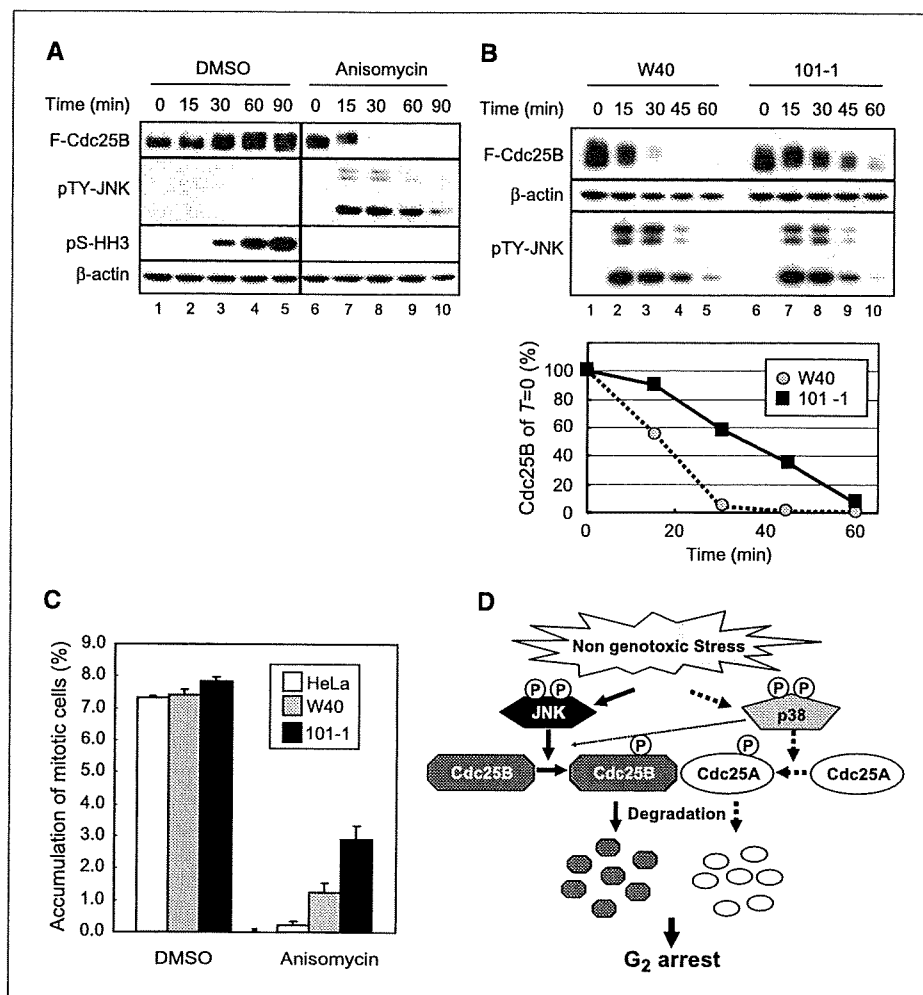 A
DMSO Anisomycin
Time (min) 0 15 30 60 90 0 15 30 60 90
F-Cdc25B
pTY-JNK
pS-HH3
β-actin
1 2 3 4 5 6 7 8 9 10
B
W40 101-1
Time (min) 0 15 30 45 60 0 15 30 45 60
F-Cdc25B
β-actin
pTY-JNK
1 2 3 4 5 6 7 8 9 10
Cdc25B of T=0 (%)
100
80
60
40
20
0
W40
101 -1
0 20 40 60
Time (min)
C
Accumulation of mitotic cells (%)
9.0
8.0
7.0
6.0
5.0
4.0
3.0
2.0
1.0
0.0
HeLa
W40
101-1
DMSO Anisomycin
D
Non genotoxic Stress
P P P P
JNK p38
P P
Cdc25B Cdc25B Cdc25A Cdc25A
Degradation
G2 arrest